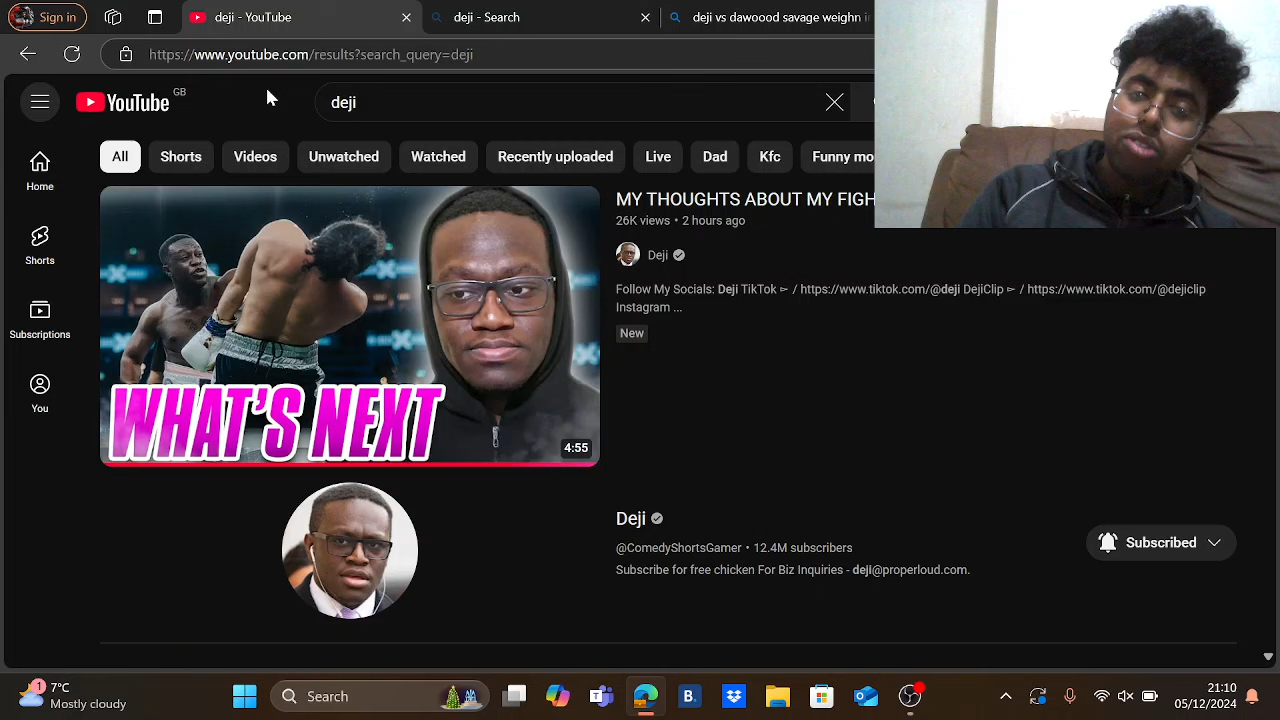 Sign in
deji - YouTube
deji - Search
deji vs dawoood savage weighn i
https://www.youtube.com/results?search_query=deji
YouTube GB
deji
All
Shorts
Videos
Unwatched
Watched
Recently uploaded
Live
Dad
Kfc
Funny mo
Home
Shorts
Subscriptions
You
WHAT'S NEXT
4:55
MY THOUGHTS ABOUT MY FIGH
26K views • 2 hours ago
Deji
Follow My Socials: Deji TikTok ➢ / https://www.tiktok.com/@deji DejiClip ➢ / https://www.tiktok.com/@dejiclip
Instagram ...
New
Deji
@ComedyShortsGamer • 12.4M subscribers
Subscribe for free chicken For Biz Inquiries - deji@properloud.com.
Subscribed
1
7°C
Mostly cloudy
Search
B.
21:10
05/12/2024